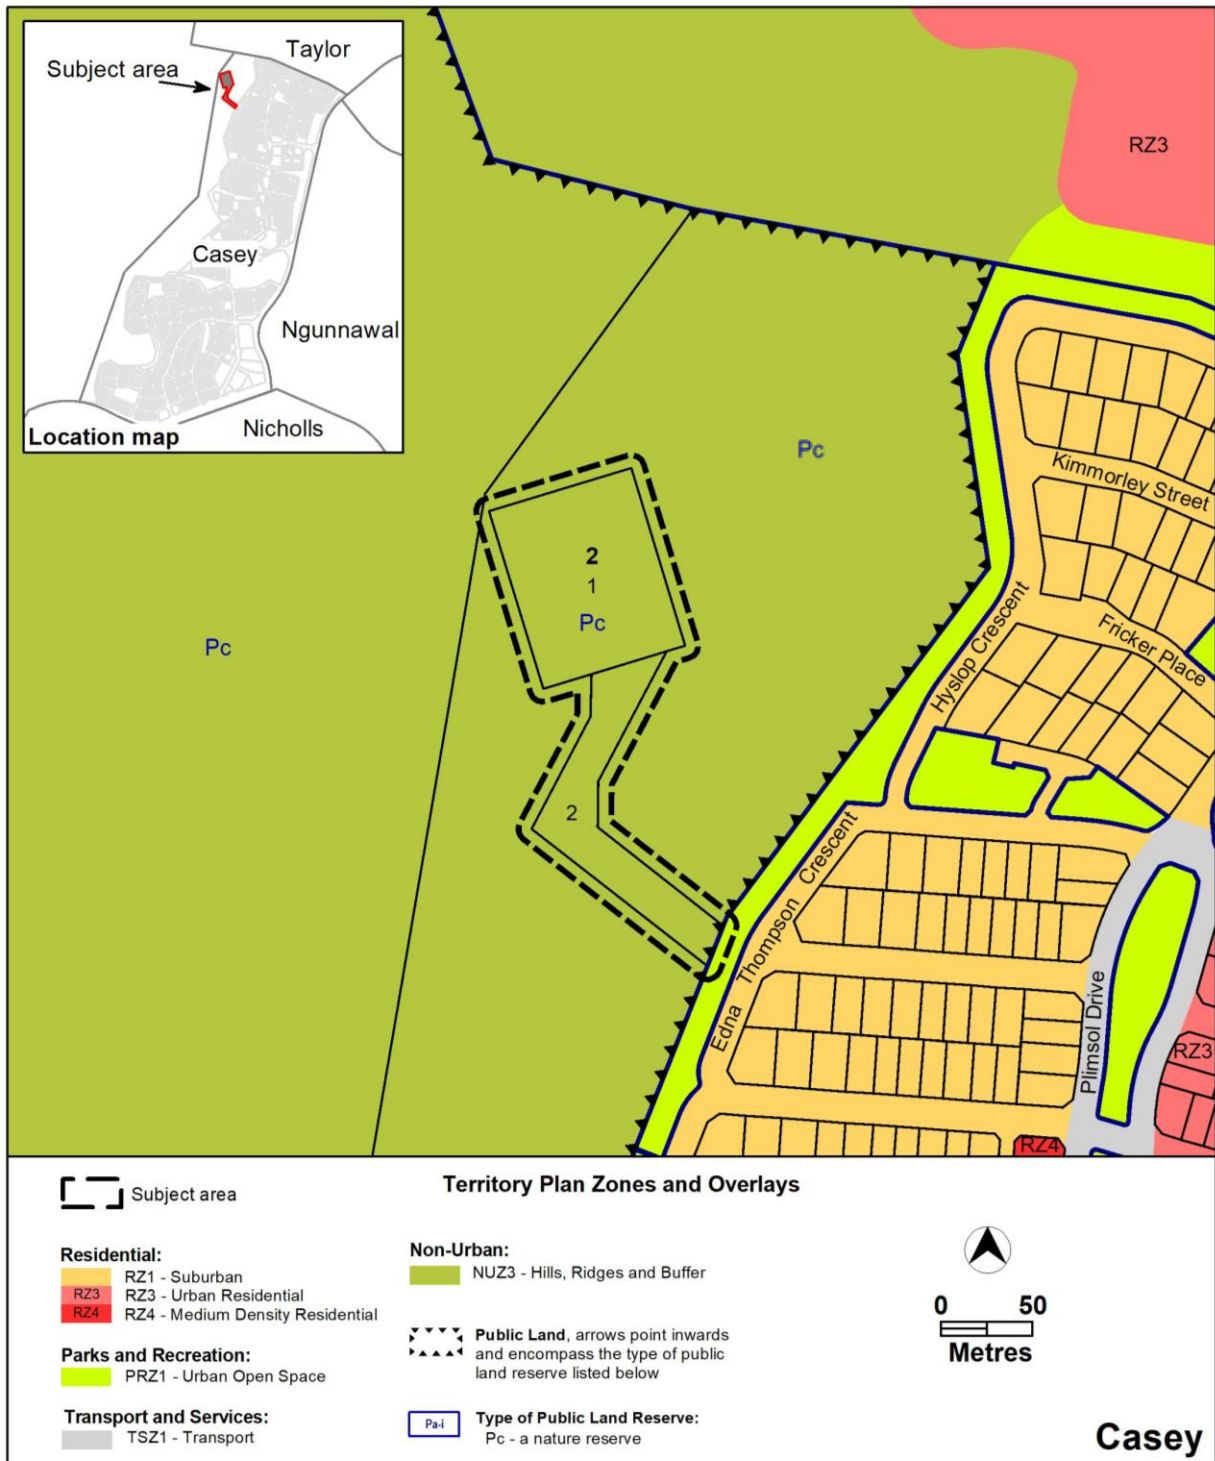 Taylor
Subject area
Casey
Ngunnawal
Nicholls
Location map
RZ3
Pc
Kimmorley Street
2
1
Pc
Pc
Hyslop Crescent
Fricker Place
2
Edna Thompson Crescent
Plimsol Drive
RZ3
RZ4
Subject area
Territory Plan Zones and Overlays
Residential:
RZ1 - Suburban
RZ3 RZ3 - Urban Residential
RZ4 RZ4 - Medium Density Residential
Parks and Recreation:
PRZ1 - Urban Open Space
Transport and Services:
TSZ1 - Transport
Non-Urban:
NUZ3 - Hills, Ridges and Buffer
Public Land, arrows point inwards
and encompass the type of public
land reserve listed below
Pa-i Type of Public Land Reserve:
Pc - a nature reserve
0 50
Metres
Casey